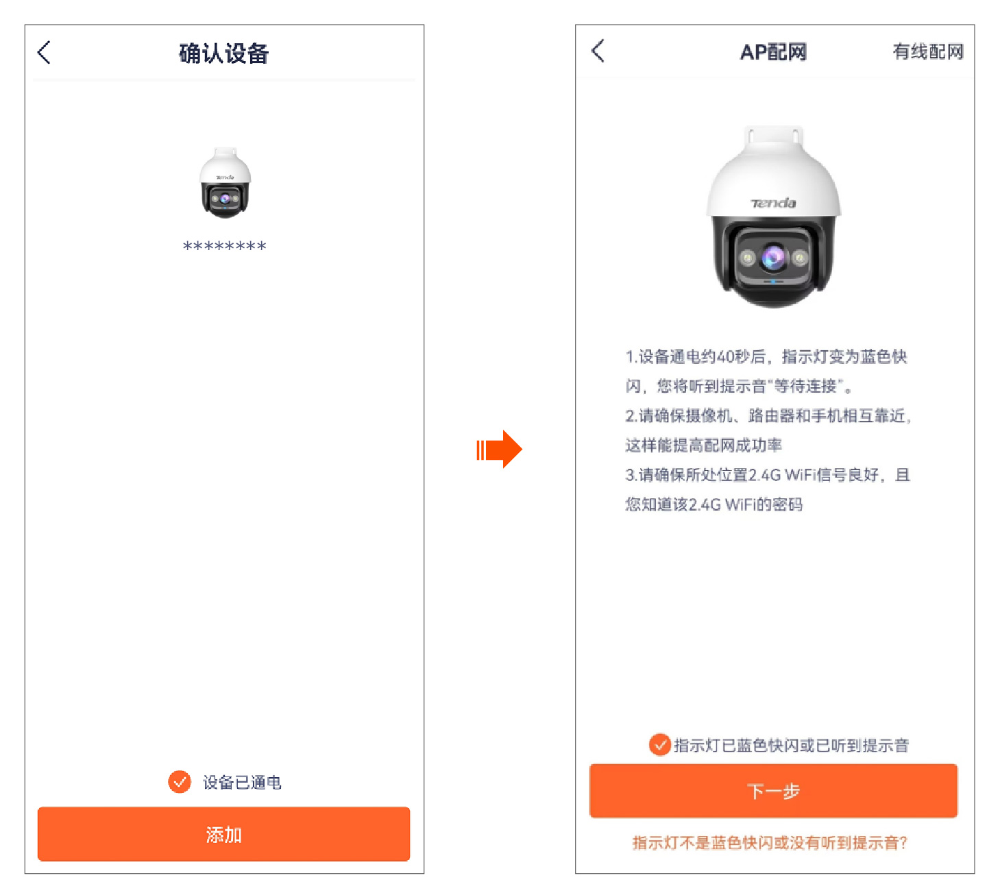 确认设备
Tenda
********
设备已通电
添加
AP配网
有线配网
Tenda
1.设备通电约40秒后，指示灯变为蓝色快
闪，您将听到提示音“等待连接”。
2.请确保摄像机、路由器和手机相互靠近，
这样能提高配网成功率
3.请确保所处位置2.4G WiFi信号良好，且
您知道该2.4G WiFi的密码
指示灯已蓝色快闪或已听到提示音
下一步
指示灯不是蓝色快闪或没有听到提示音?